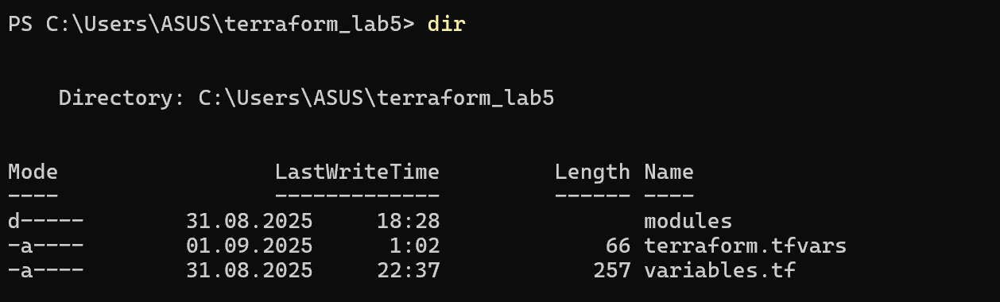 PS C:\Users\ASUS\terraform_lab5> dir
Directory: C:\Users\ASUS\terraform_lab5
Mode                 LastWriteTime         Length Name
----                 -------------         ------ ----
d-----        31.08.2025     18:28                modules
-a----        01.09.2025      1:02             66 terraform.tfvars
-a----        31.08.2025     22:37            257 variables.tf